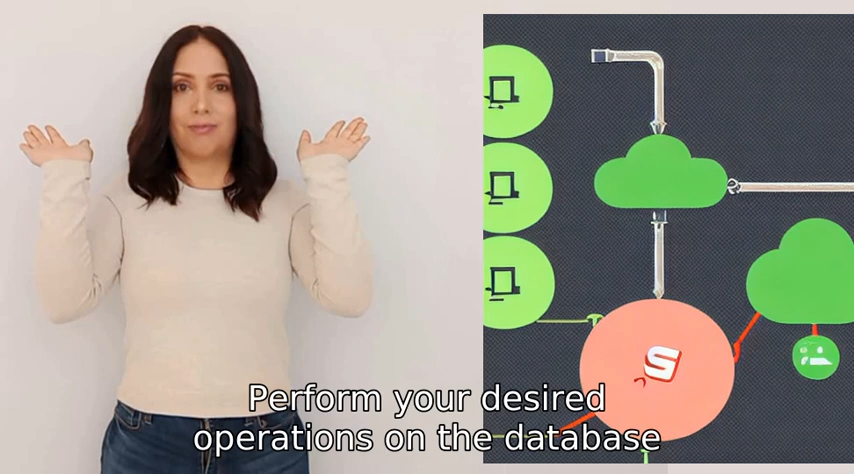 Perform your desired
operations on the database
S